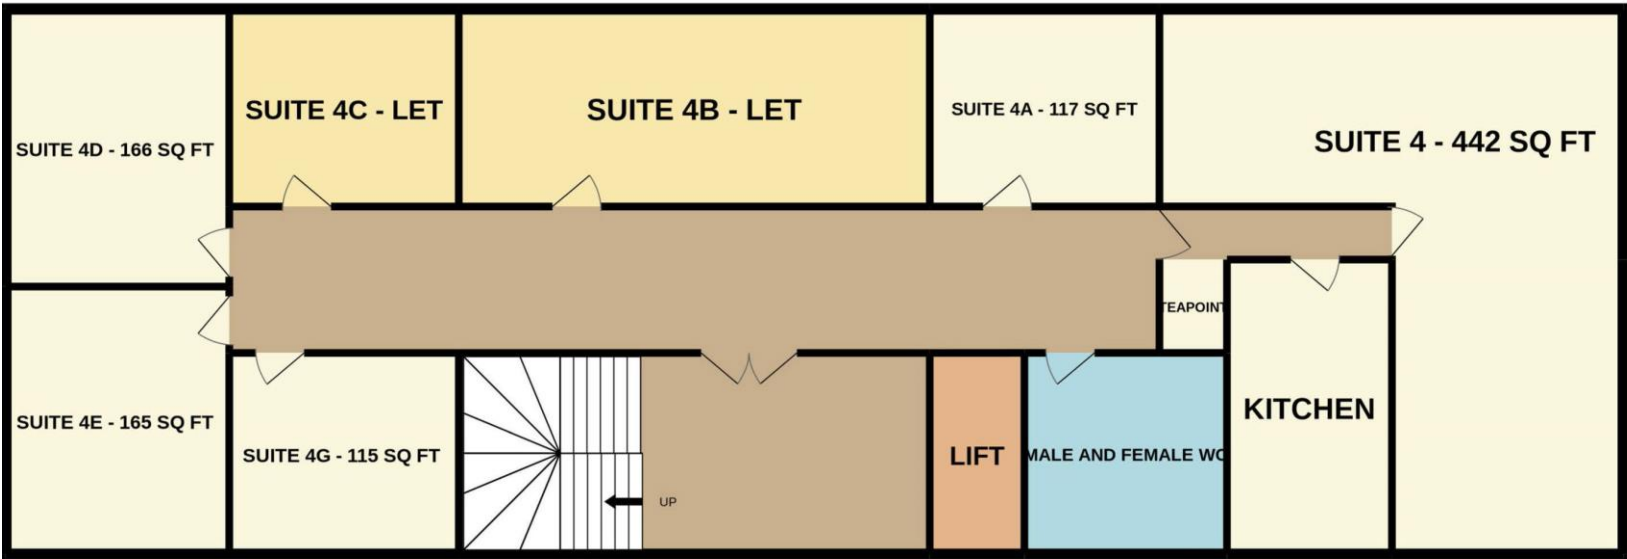 SUITE 4C - LET
SUITE 4B - LET
SUITE 4A - 117 SQ FT
SUITE 4 - 442 SQ FT
SUITE 4D - 166 SQ FT
TEAPOINT
SUITE 4E - 165 SQ FT
SUITE 4G - 115 SQ FT
UP
LIFT
MALE AND FEMALE WC
KITCHEN